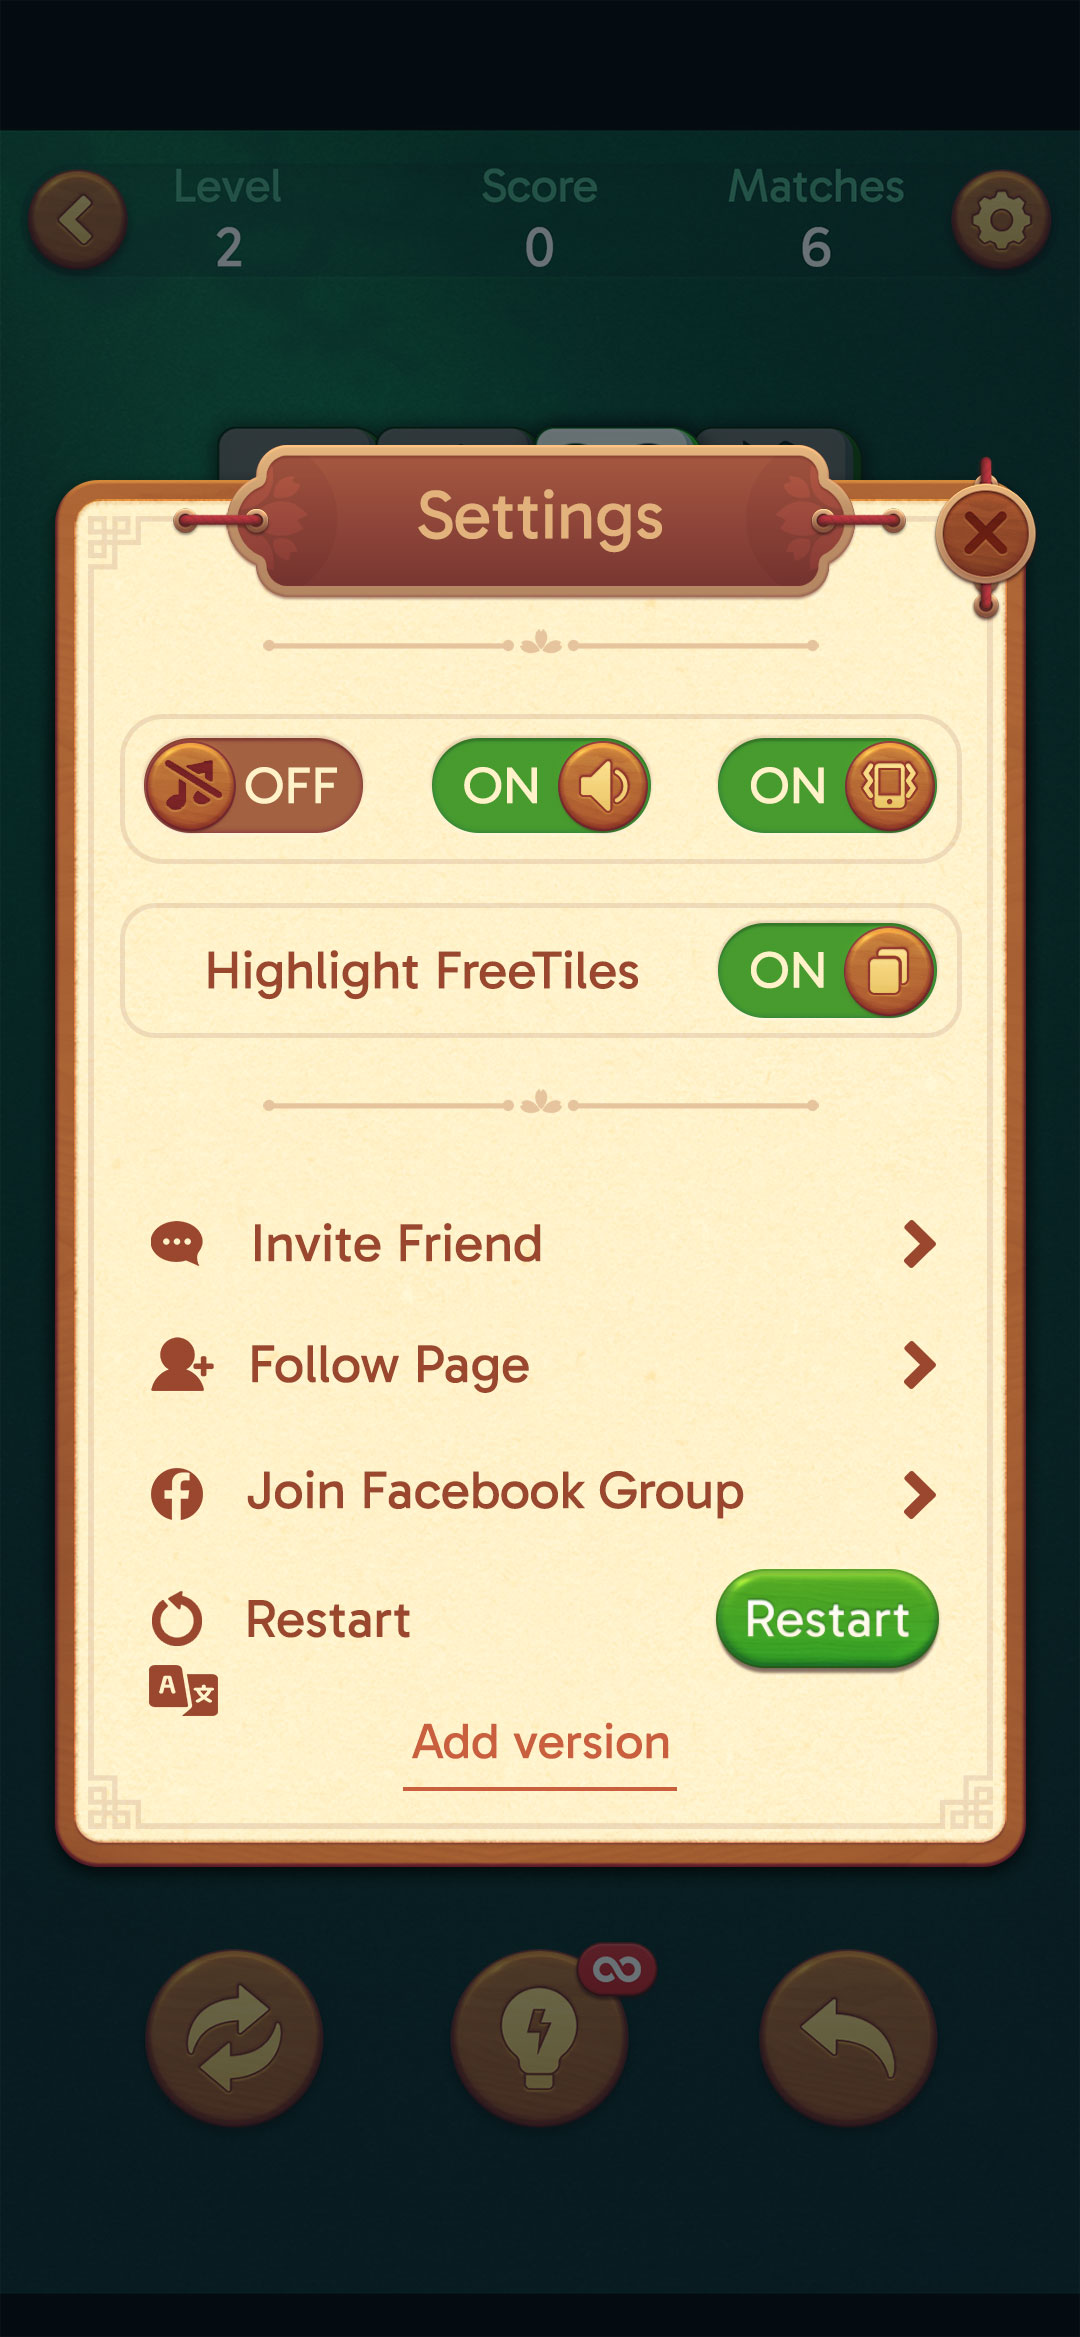 Level Score Matches
2 0 6
Settings
OFF ON ON
Highlight FreeTiles ON
Invite Friend
Follow Page
Join Facebook Group
Restart Restart
A 文
Add version